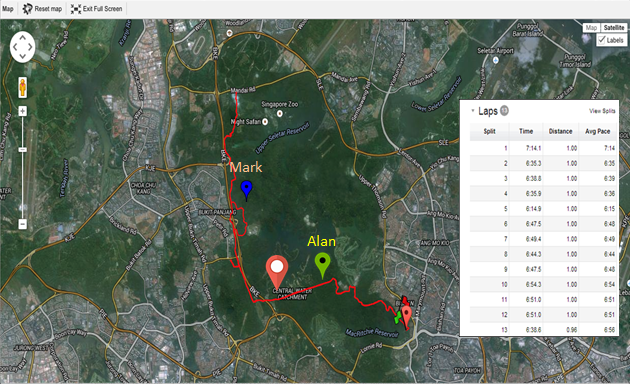 Map
Reset map
Exit Full Screen
Map
Satellite
Labels
Mandai Rd
Singapore Zoo
Night Safari
Upper Seletar Reservoir
Lower Seletar Reservoir
Seletar Airport
Punggol
Barat Island
Punggol
Timor Island
SLE
SLE
BKE
BKE
BKE
KJE
KJE
Mark
CHOA CHU
KANG
BUKIT PANJANG
Alan
CENTRAL WATER
CATCHMENT
MacRitchie Reservoir
Lornie Rd
ANG MO KIO
TOA PAYOH
JURONG WEST
Laps 13
View Splits
Split Time Distance Avg Pace
1 7:14.1 1.00 7:14
2 6:35.3 1.00 6:35
3 6:38.8 1.00 6:39
4 6:35.9 1.00 6:36
5 6:14.9 1.00 6:15
6 6:47.5 1.00 6:48
7 6:49.4 1.00 6:49
8 6:44.3 1.00 6:44
9 6:47.5 1.00 6:48
10 6:54.3 1.00 6:54
11 6:51.0 1.00 6:51
12 6:51.0 1.00 6:51
13 6:38.6 0.96 6:56